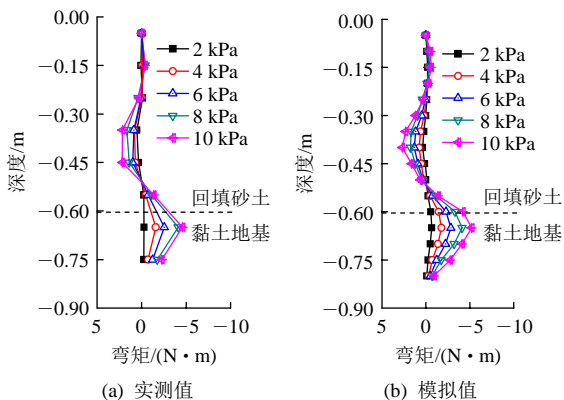 0.00
−0.15
−0.30
−0.45
−0.60
−0.75
−0.90
深度/m
2 kPa
4 kPa
6 kPa
8 kPa
10 kPa
回填砂土
黏土地基
5 0 −5 −10
弯矩/(N・m)
(a) 实测值
0.00
−0.15
−0.30
−0.45
−0.60
−0.75
−0.90
深度/m
2 kPa
4 kPa
6 kPa
8 kPa
10 kPa
回填砂土
黏土地基
5 0 −5 −10
弯矩/(N・m)
(b) 模拟值